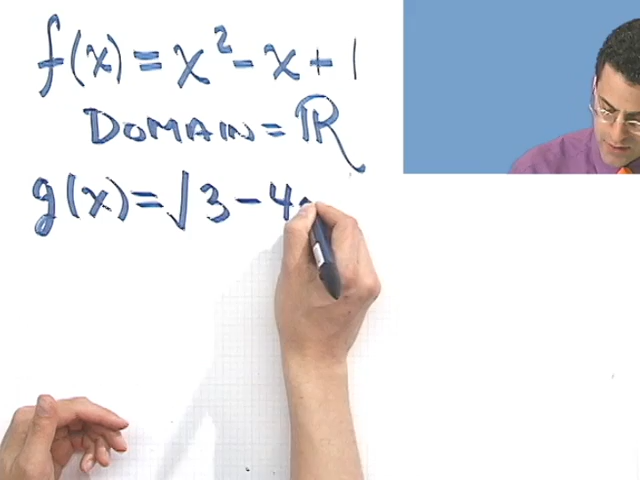 f(x) = x² - x + 1
DOMAIN = ℝ
g(x) = √3 - 4